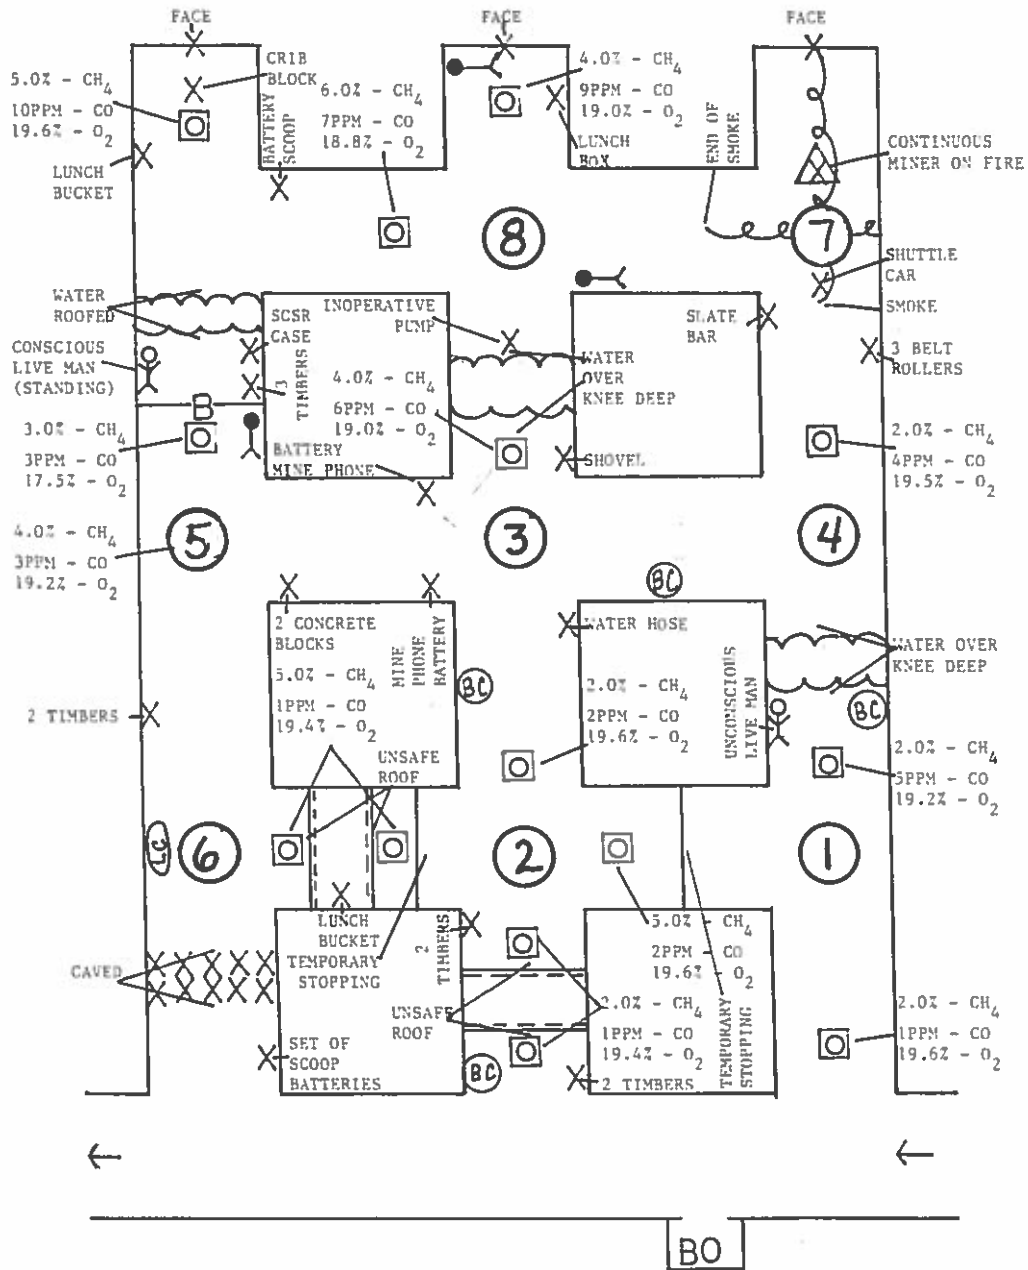 FACE
FACE
FACE
5.0% - CH4
10PPM - CO
19.6% - O2
CRIB
BLOCK
BATTERY
SCOOP
6.0% - CH4
7PPM - CO
18.8% - O2
4.0% - CH4
9PPM - CO
19.0% - O2
LUNCH
BOX
END OF
SMOKE
CONTINUOUS
MINER ON FIRE
LUNCH
BUCKET
8
7
SHUTTLE
CAR
SMOKE
WATER
ROOFED
SCSR
CASE
3
TIMBERS
INOPERATIVE
PUMP
SLATE
BAR
3 BELT
ROLLERS
CONSCIOUS
LIVE MAN
(STANDING)
B
WATER
OVER
KNEE DEEP
4.0% - CH4
6PPM - CO
19.0% - O2
3.0% - CH4
3PPM - CO
17.5% - O2
BATTERY
MINE PHONE
SHOVEL
2.0% - CH4
4PPM - CO
19.5% - O2
4.0% - CH4
3PPM - CO
19.2% - O2
5
3
4
BC
2 CONCRETE
BLOCKS
MINE
PHONE
BATTERY
5.0% - CH4
1PPM - CO
19.4% - O2
BC
WATER HOSE
2.0% - CH4
2PPM - CO
19.6% - O2
UNCONSCIOUS
LIVE MAN
WATER OVER
KNEE DEEP
BC
2 TIMBERS
UNSAFE
ROOF
2.0% - CH4
5PPM - CO
19.2% - O2
LC
6
2
1
LUNCH
BUCKET
TEMPORARY
STOPPING
2
TIMBERS
5.0% - CH4
2PPM - CO
19.6% - O2
CAVED
UNSAFE
ROOF
2.0% - CH4
1PPM - CO
19.4% - O2
TEMPORARY
STOPPING
2.0% - CH4
1PPM - CO
19.6% - O2
SET OF
SCOOP
BATTERIES
BC
2 TIMBERS
BO